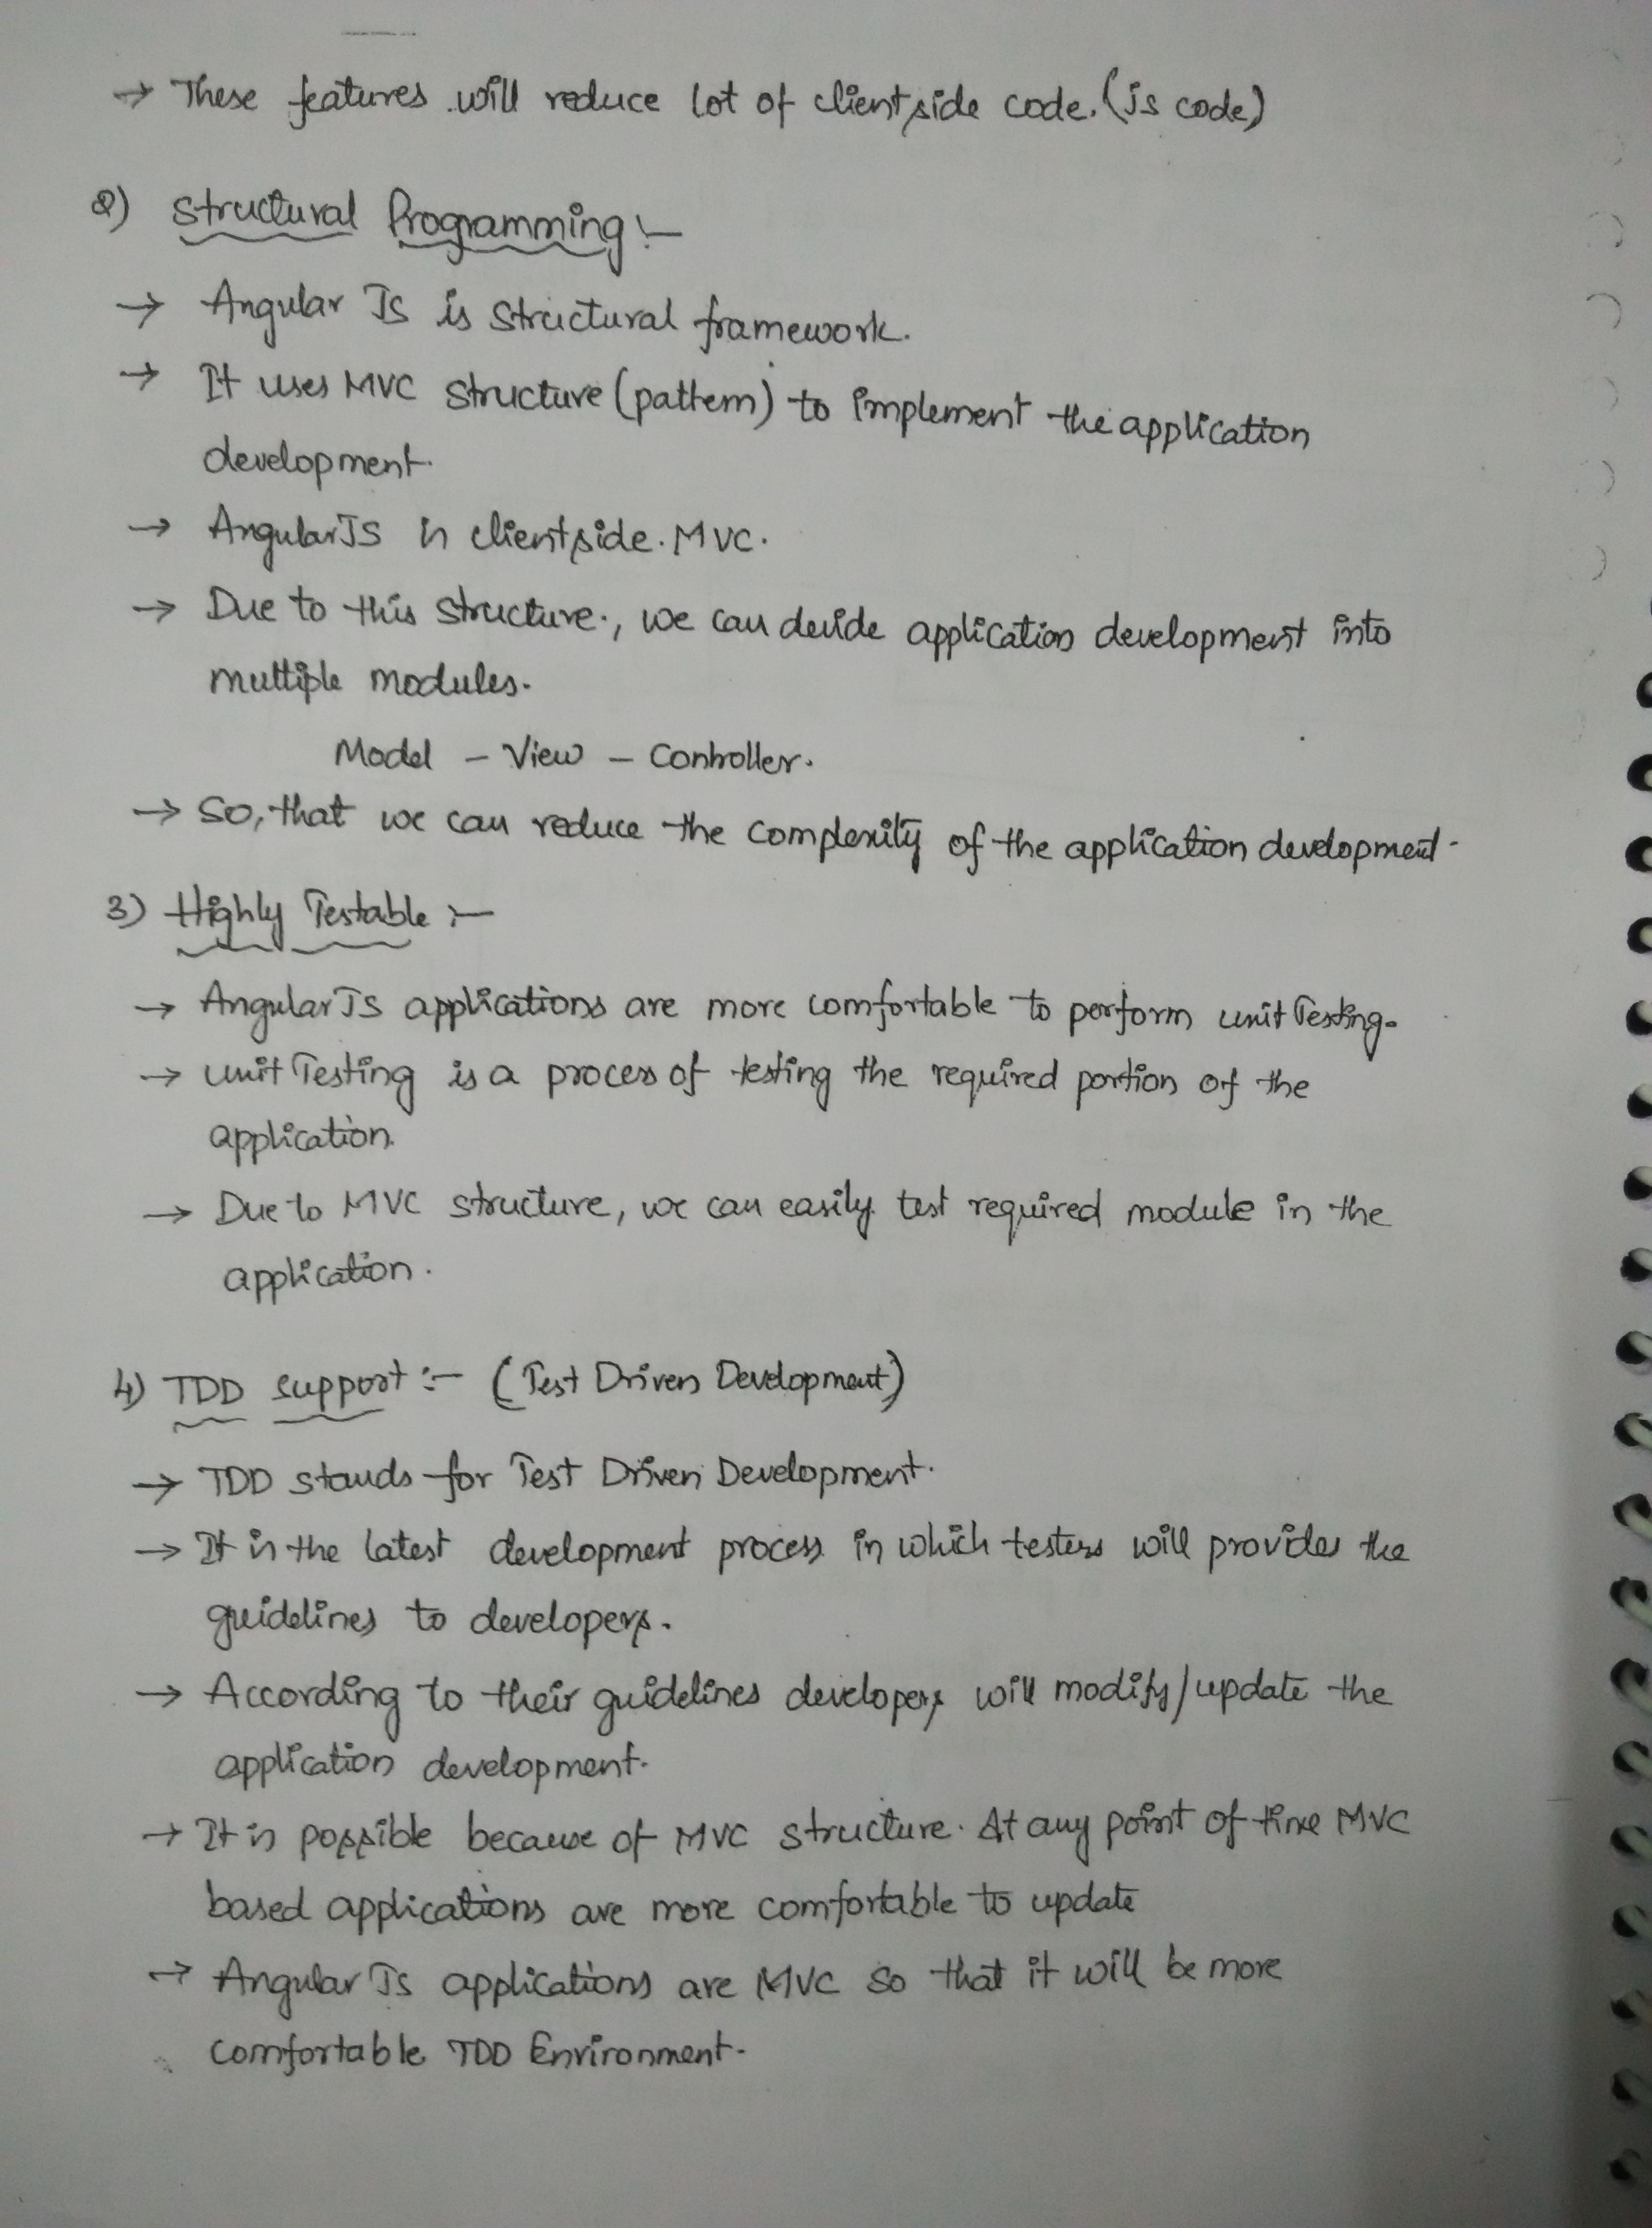 → These features will reduce lot of clientside code. (js code)
2) Structural Programming :-
→ Angular JS is structural framework.
→ It uses MVC structure (pattern) to implement the application
development.
→ AngularJS is clientside. MVC.
→ Due to this structure., we can devide application development into
multiple modules.
Model - View - Controller.
→ So, that we can reduce the complexity of the application development.
3) Highly Testable :-
→ AngularJS applications are more comfortable to perform unit Testing.
→ unit Testing is a process of testing the required portion of the
application.
→ Due to MVC structure, we can easily test required module in the
application.
4) TDD support :- (Test Driven Development)
→ TDD stands for Test Driven Development.
→ It is the latest development process in which testers will provides the
guidelines to developers.
→ According to their guidelines developers will modify/update the
application development.
→ It is possible because of MVC structure. At any point of time MVC
based applications are more comfortable to update
→ Angular Js applications are MVC so that it will be more
comfortable TDD Environment.